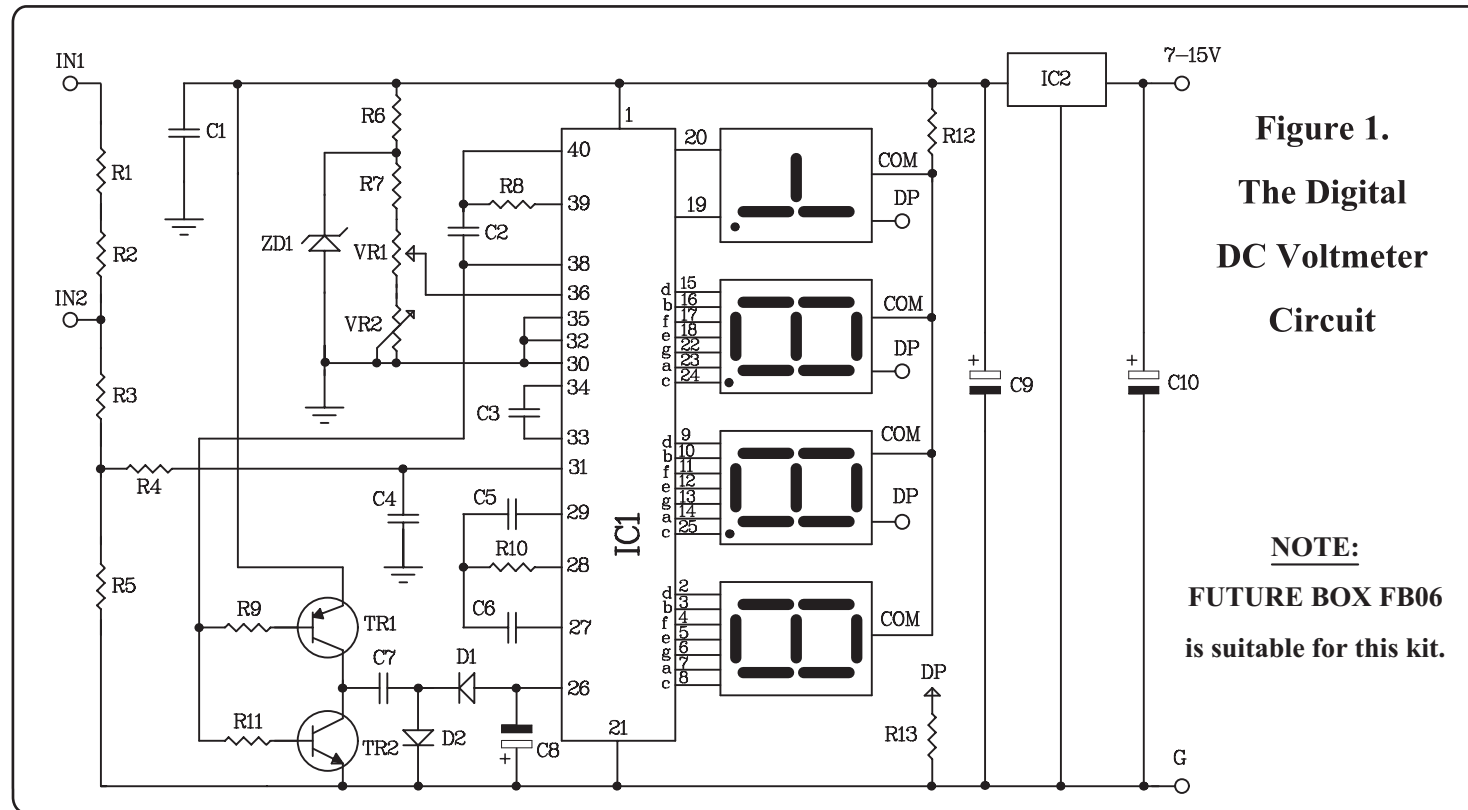 IN1
7-15V
IC2
R6
1
C1
R12
20
40
COM
R1
R7
R8
DP
39
19
C2
ZD1
VR1
R2
38
36
IN2
VR2
35
32
30
d 15
b 16
f 17
e 18
g 22
a 23
c 24
COM
DP
C9
C10
34
C3
33
R3
31
R4
d 9
b 10
f 11
e 12
g 13
a 14
c 25
COM
DP
C4
C5
29
IC1
R10
28
R5
C6
27
R9
TR1
d 2
b 3
f 4
e 5
g 6
a 7
c 8
COM
C7
D1
26
DP
R11
TR2
D2
C8
21
R13
G
+
+
+
Figure 1.
The Digital
DC Voltmeter
Circuit
NOTE:
FUTURE BOX FB06
is suitable for this kit.